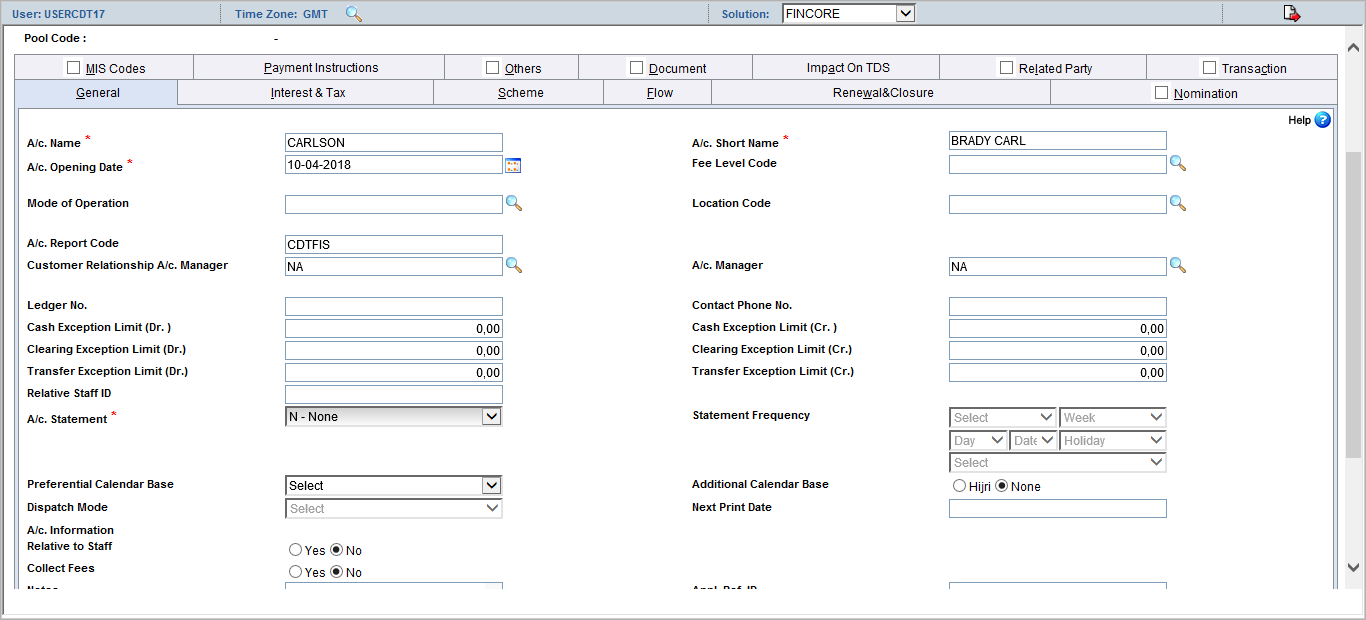 User: USERCDT17 Time Zone: GMT Solution: FINCORE
Pool Code : -
MIS Codes Payment Instructions Others Document Impact On TDS Related Party Transaction
General Interest & Tax Scheme Flow Renewal&Closure Nomination
Help ?
A/c. Name * CARLSON A/c. Short Name * BRADY CARL
A/c. Opening Date * 10-04-2018 Fee Level Code
Mode of Operation Location Code
A/c. Report Code CDTFIS
Customer Relationship A/c. Manager NA A/c. Manager NA
Ledger No. Contact Phone No.
Cash Exception Limit (Dr. ) 0,00 Cash Exception Limit (Cr. ) 0,00
Clearing Exception Limit (Dr.) 0,00 Clearing Exception Limit (Cr.) 0,00
Transfer Exception Limit (Dr.) 0,00 Transfer Exception Limit (Cr.) 0,00
Relative Staff ID
A/c. Statement * N - None Statement Frequency Select Week
Day Date Holiday
Select
Preferential Calendar Base Select Additional Calendar Base Hijri None
Dispatch Mode Select Next Print Date
A/c. Information
Relative to Staff Yes No
Collect Fees Yes No
Notes Appl. Ref. ID